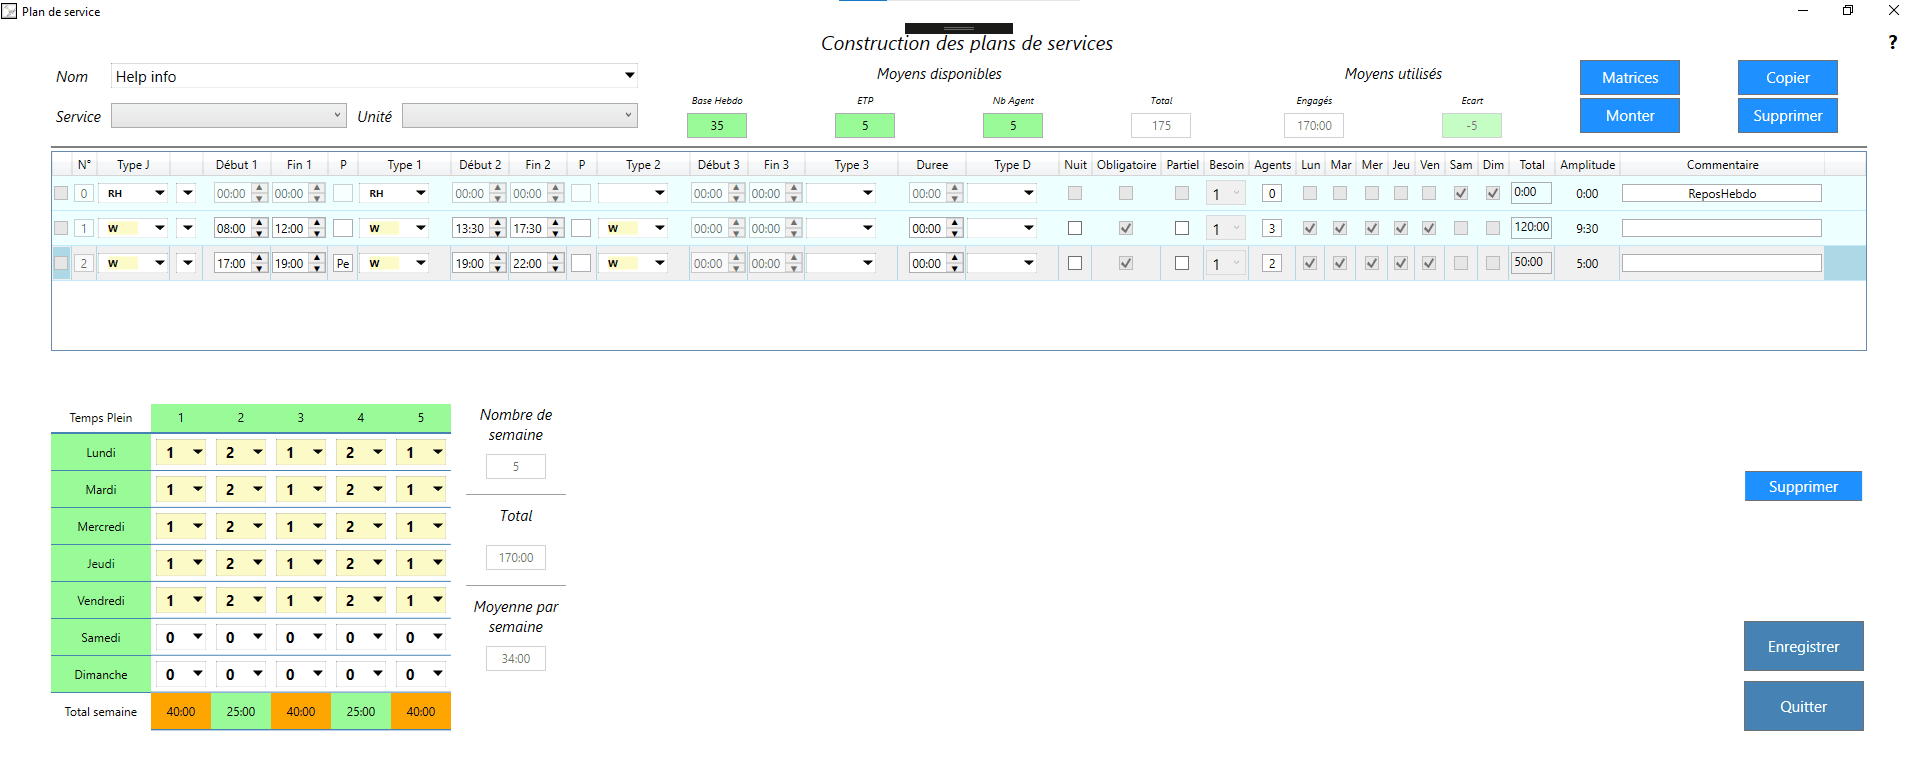 Plan de service
Construction des plans de services
?
Nom Help info
Moyens disponibles Moyens utilisés
Matrices Copier
Service Unité
Base Hebdo ETP Nb Agent Total Engagés Ecart
35 5 5 175 170:00 -5
Monter Supprimer
N° Type J Début 1 Fin 1 P Type 1 Début 2 Fin 2 P Type 2 Début 3 Fin 3 Type 3 Duree Type D Nuit Obligatoire Partiel Besoin Agents Lun Mar Mer Jeu Ven Sam Dim Total Amplitude Commentaire
0 RH 00:00 00:00 RH 00:00 00:00 00:00 00:00 00:00 1 0 0:00 0:00 ReposHebdo
1 W 08:00 12:00 W 13:30 17:30 W 00:00 00:00 00:00 1 3 120:00 9:30
2 W 17:00 19:00 Pe W 19:00 22:00 W 00:00 00:00 00:00 1 2 50:00 5:00
Temps Plein 1 2 3 4 5
Lundi 1 2 1 2 1
Mardi 1 2 1 2 1
Mercredi 1 2 1 2 1
Jeudi 1 2 1 2 1
Vendredi 1 2 1 2 1
Samedi 0 0 0 0 0
Dimanche 0 0 0 0 0
Total semaine 40:00 25:00 40:00 25:00 40:00
Nombre de
semaine
5
Total
170:00
Moyenne par
semaine
34:00
Supprimer
Enregistrer
Quitter